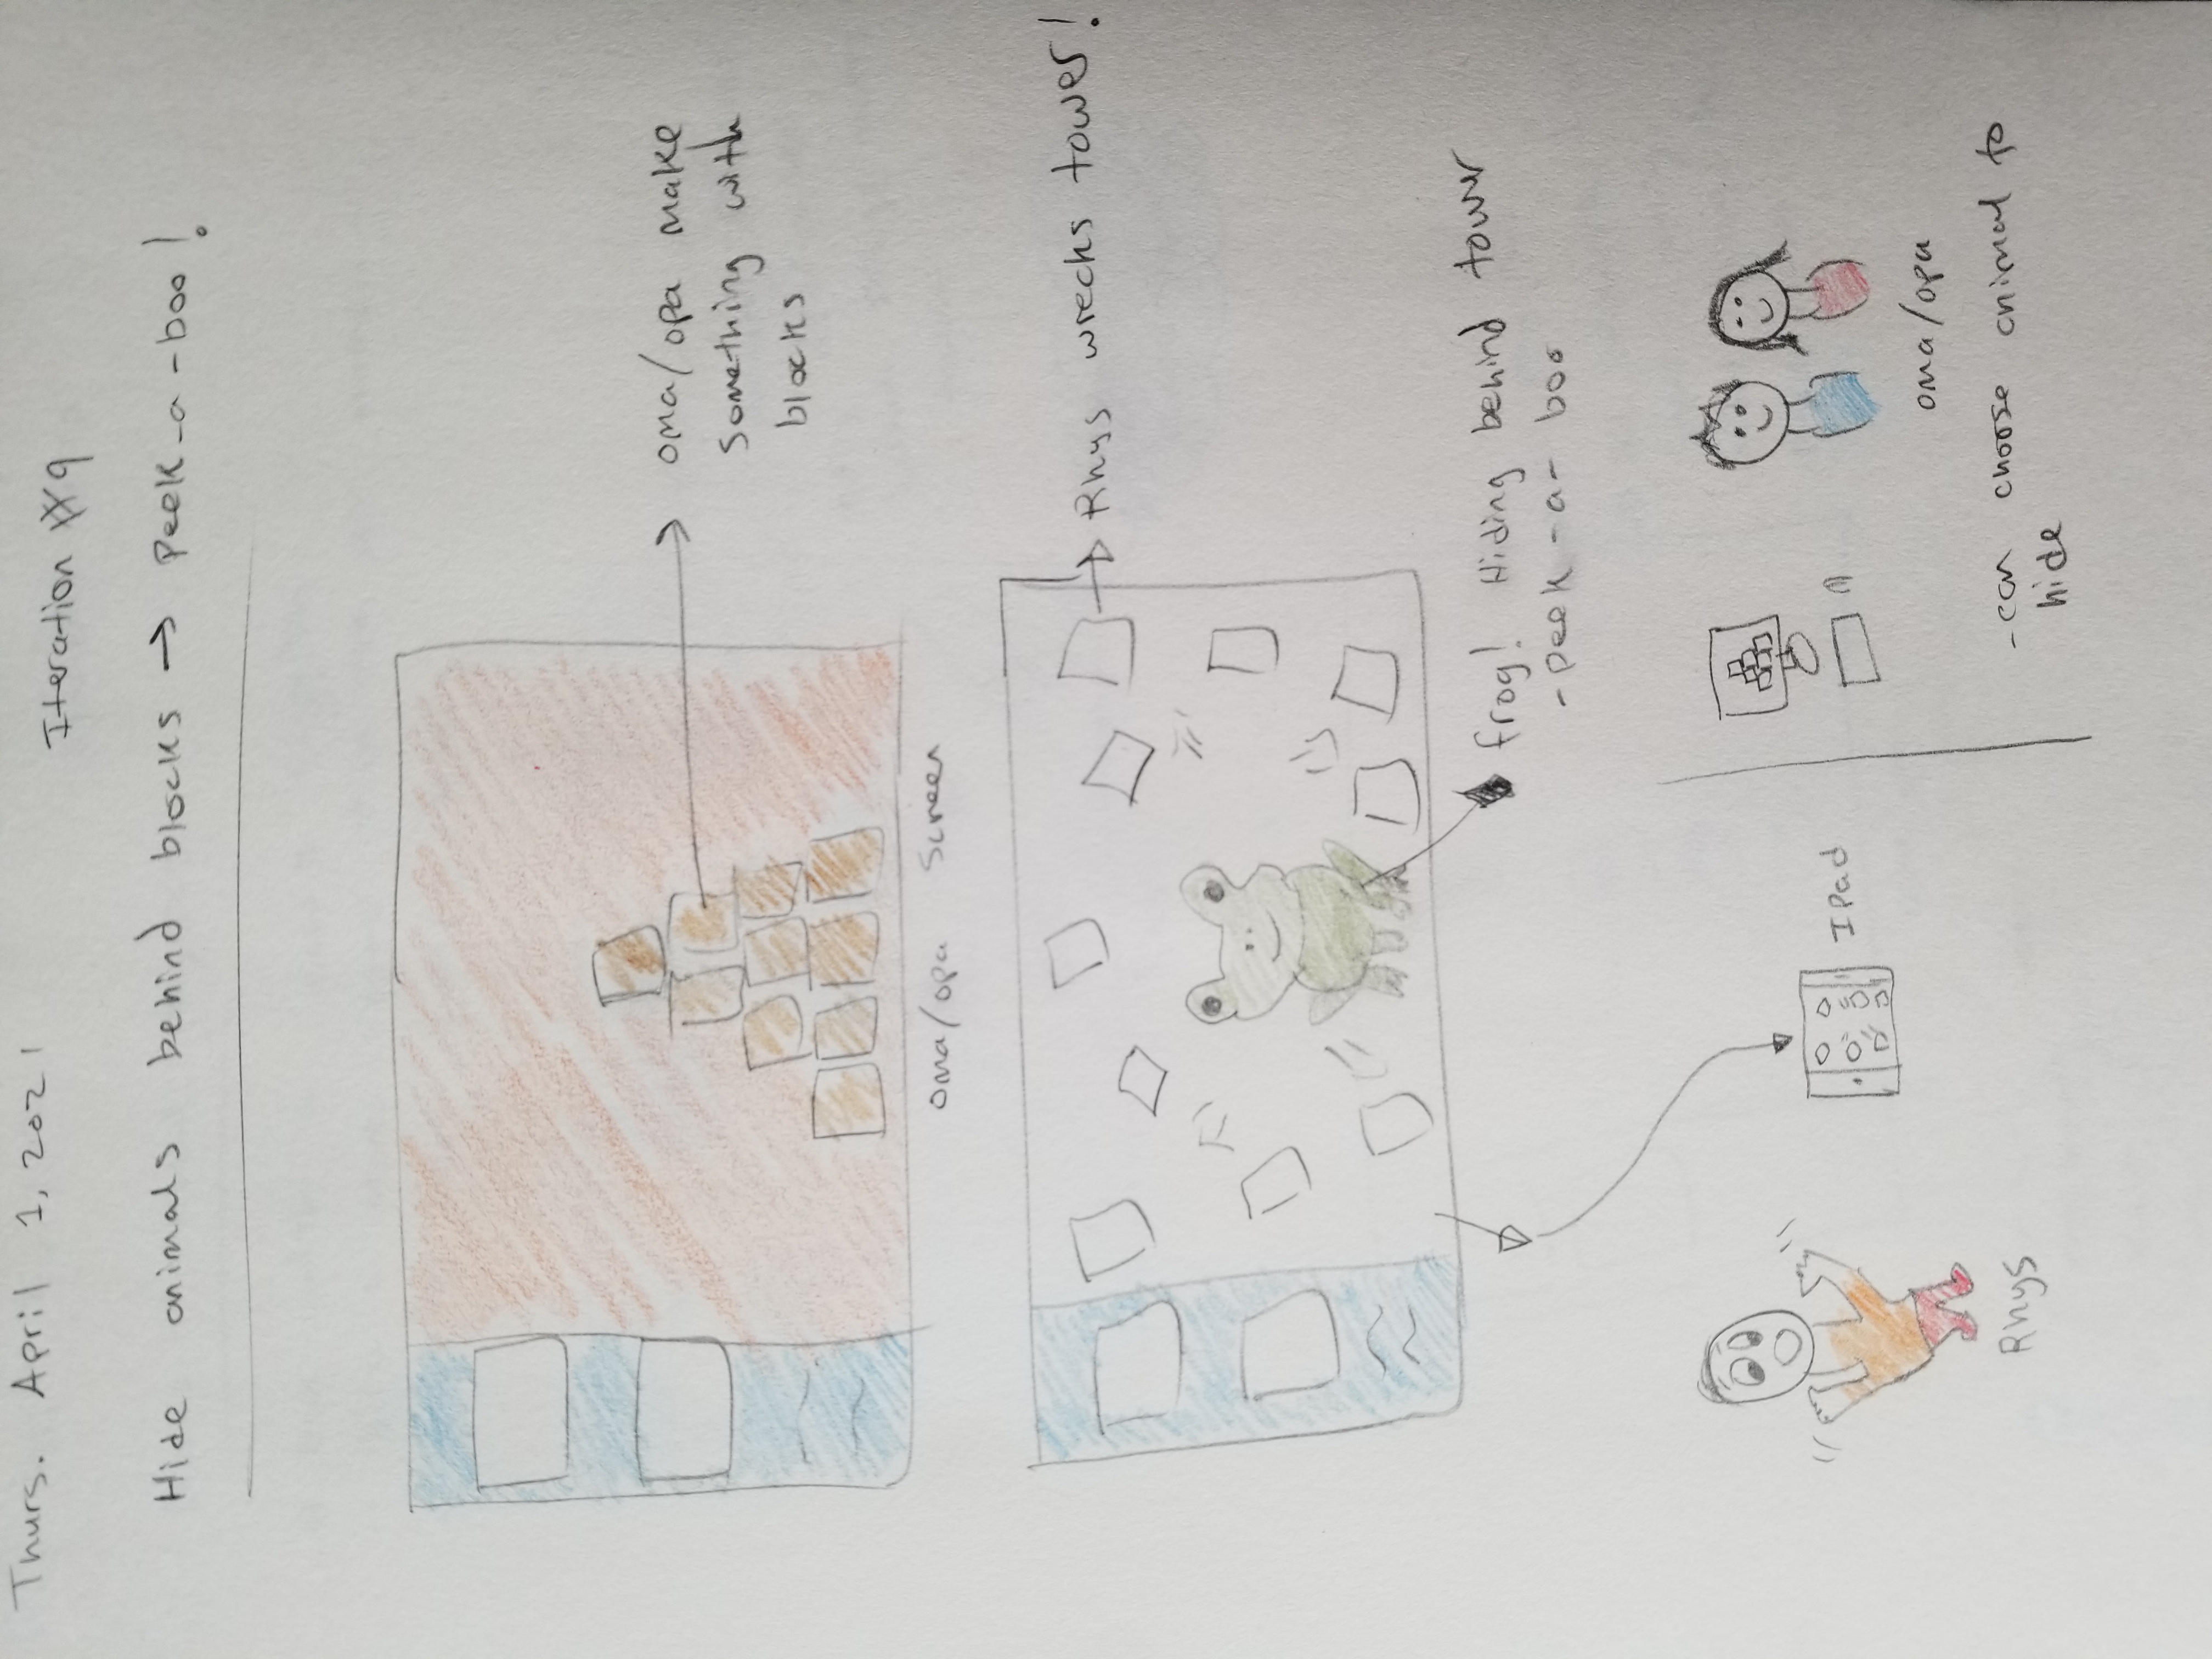 Thurs. April 1, 2021
Iteration #9
Hide animals behind blocks → Peek-a-boo!
oma/opa make
something with
blocks
oma/opa Screen
Rhys wrecks tower!
frog! Hiding behind tower
- peek-a-boo
IPad
oma/opa
Rhys
- can choose animal to
hide